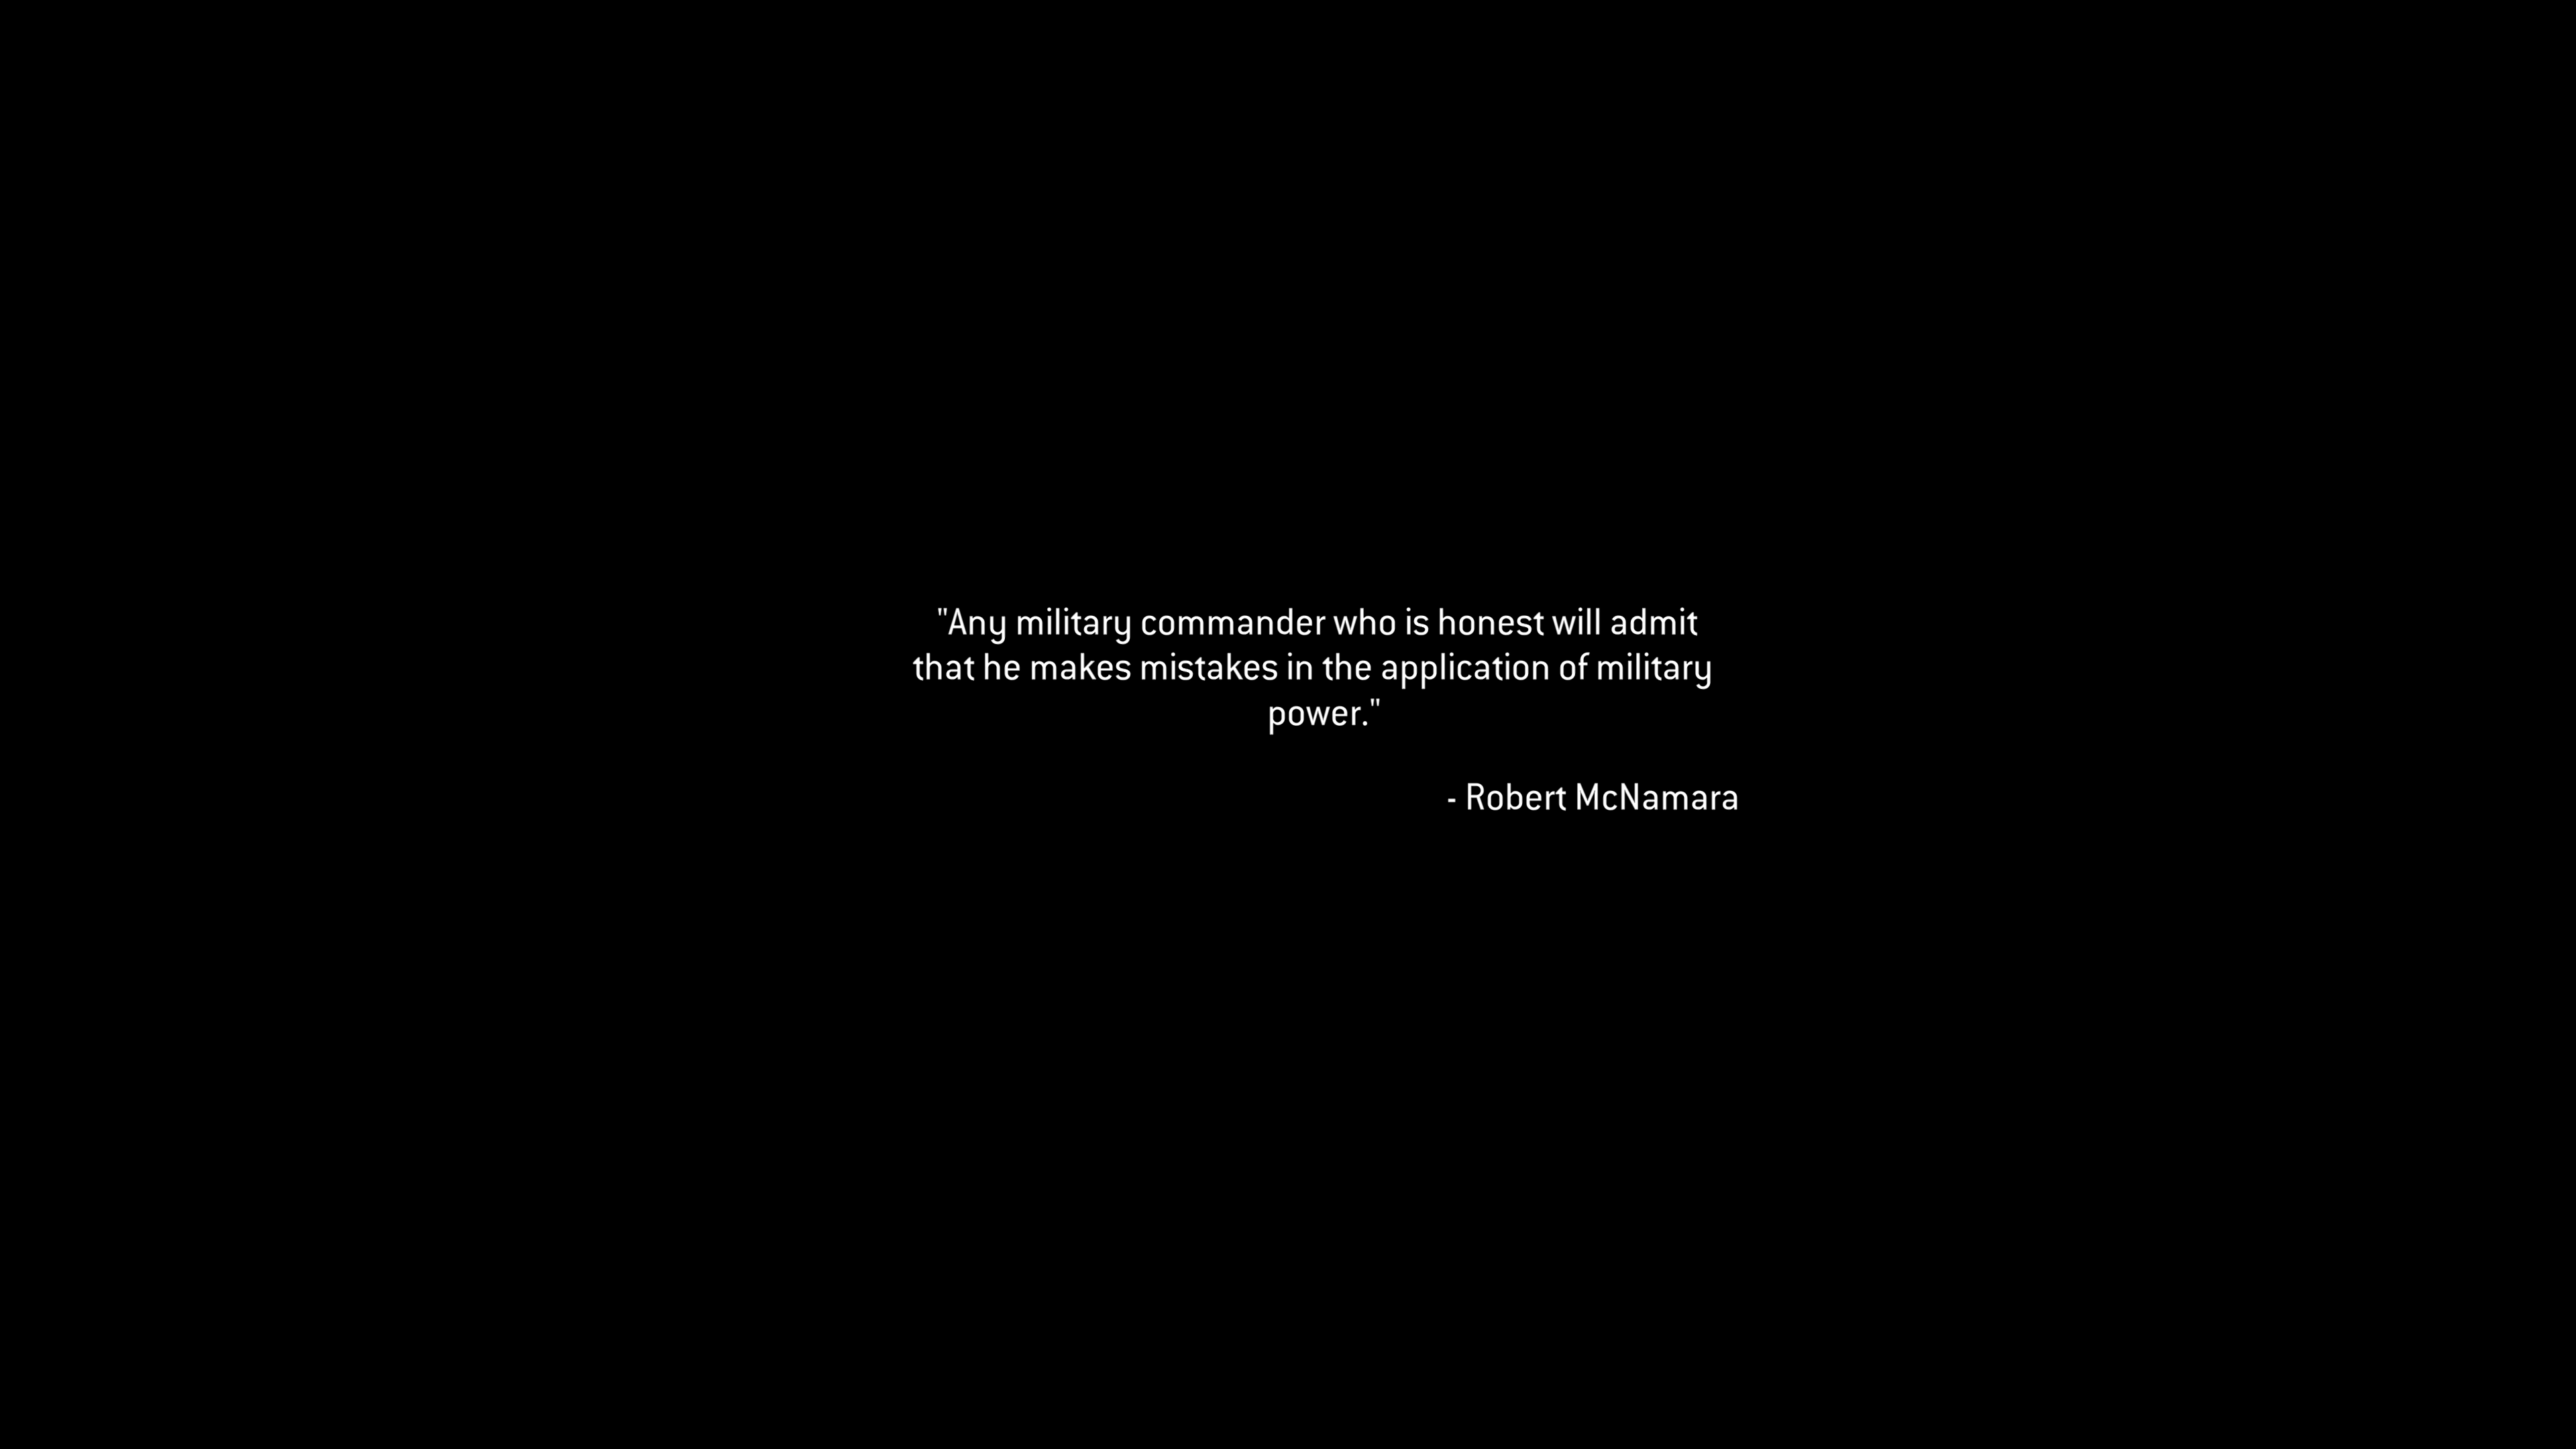 "Any military commander who is honest will admit
that he makes mistakes in the application of military
power."
- Robert McNamara